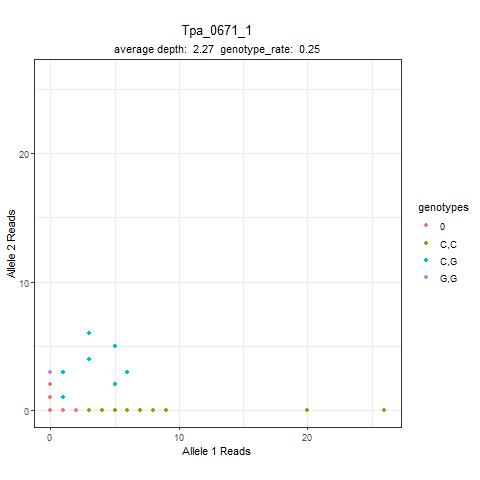 Tpa_0671_1
average depth:  2.27  genotype_rate:  0.25
Allele 2 Reads
20
10
0
0
10
20
Allele 1 Reads
genotypes
0
C,C
C,G
G,G